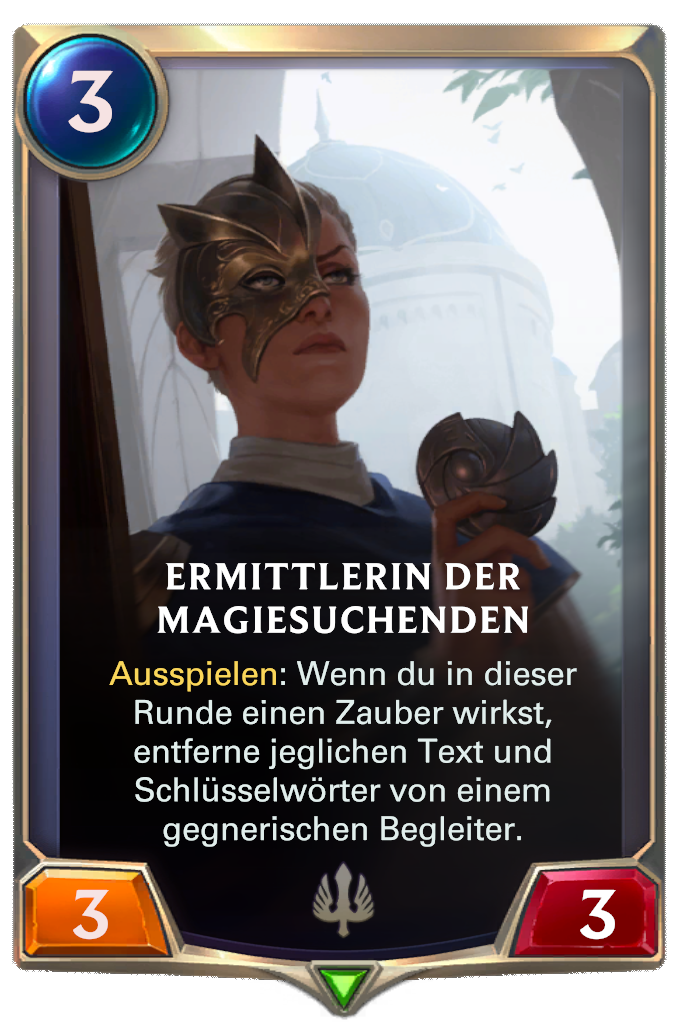 3
ERMITTLERIN DER
MAGIESUCHENDEN
Ausspielen: Wenn du in dieser
Runde einen Zauber wirkst,
entferne jeglichen Text und
Schlüsselwörter von einem
gegnerischen Begleiter.
3
3